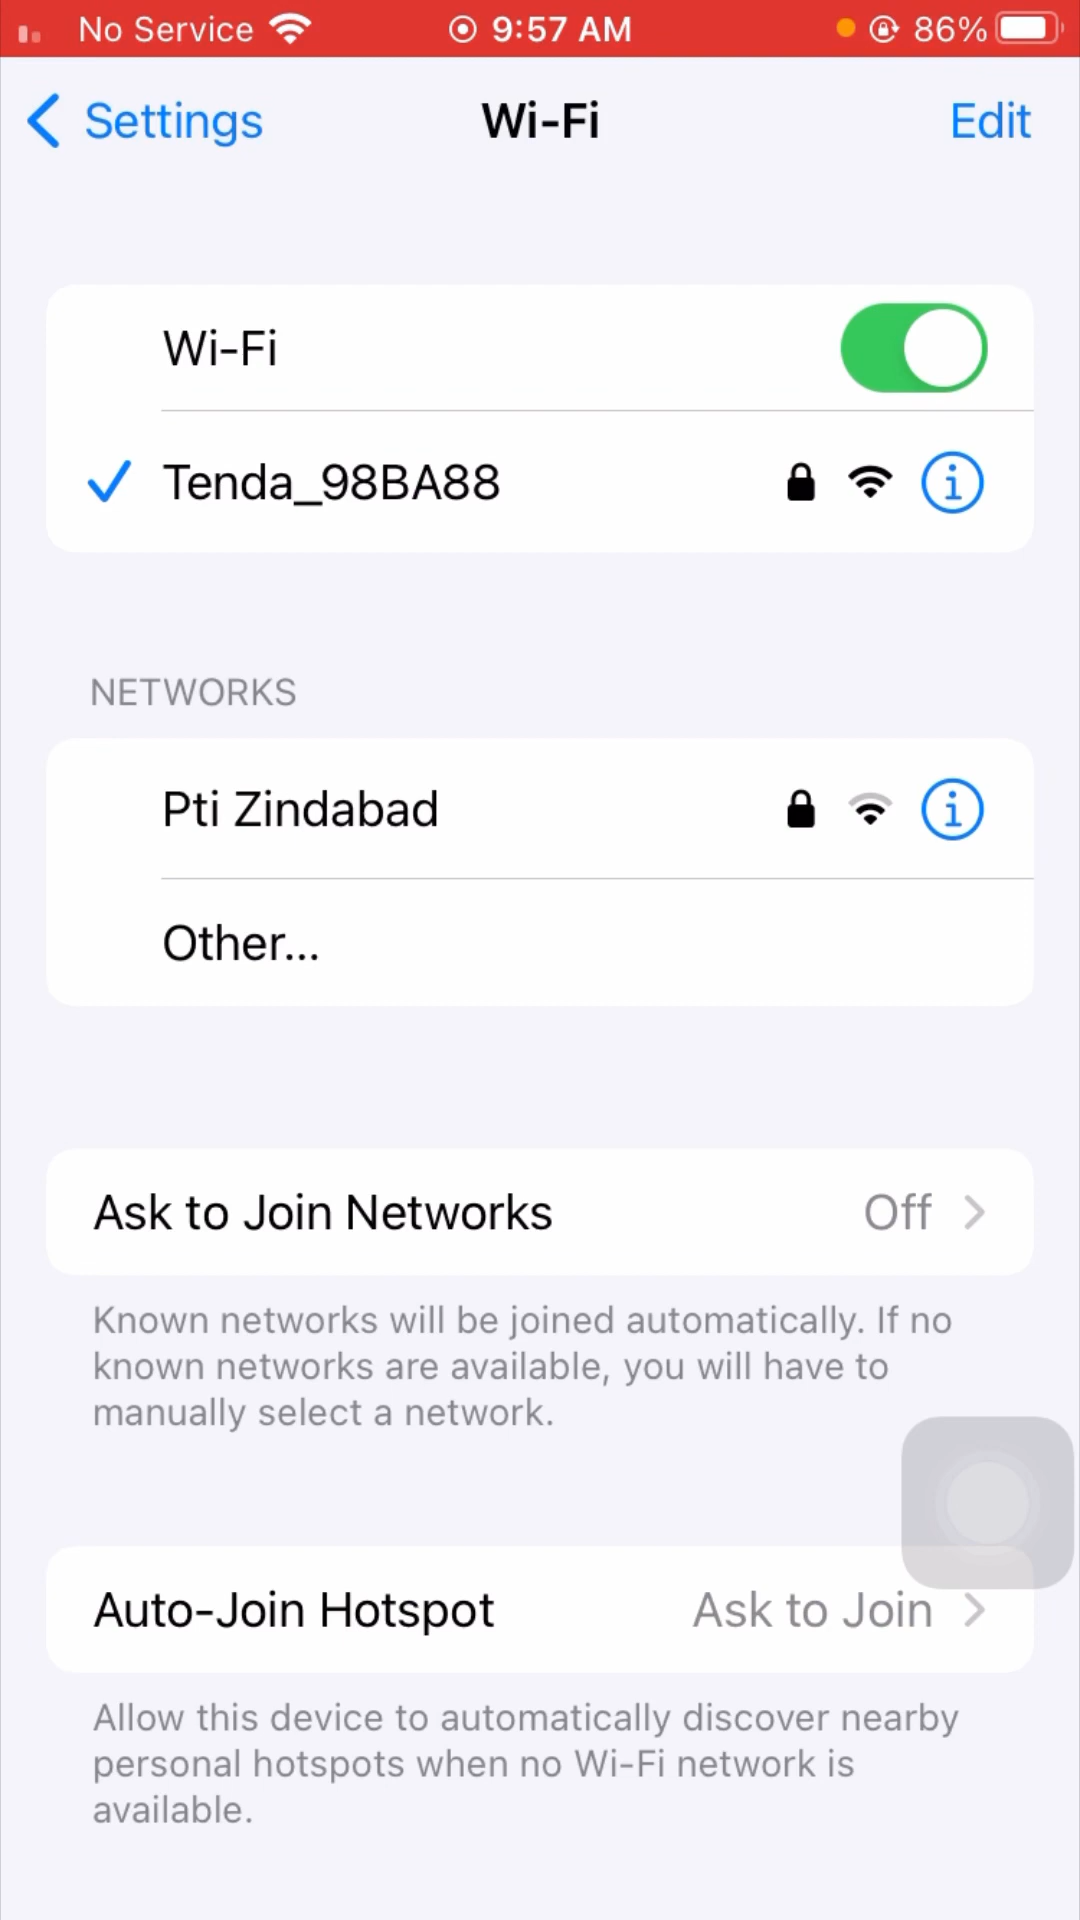 No Service 9:57 AM 86%
Settings Wi-Fi Edit
Wi-Fi
Tenda_98BA88
NETWORKS
Pti Zindabad
Other...
Ask to Join Networks Off
Known networks will be joined automatically. If no
known networks are available, you will have to
manually select a network.
Auto-Join Hotspot Ask to Join
Allow this device to automatically discover nearby
personal hotspots when no Wi-Fi network is
available.